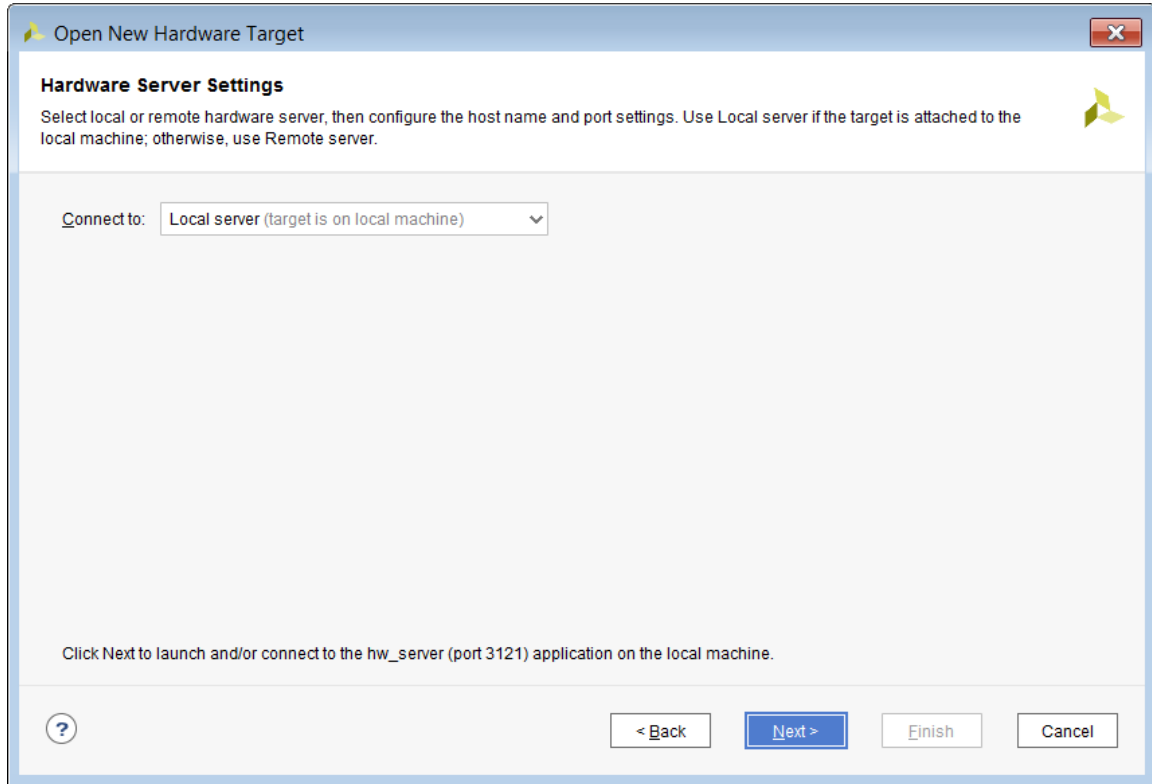 Open New Hardware Target
Hardware Server Settings
Select local or remote hardware server, then configure the host name and port settings. Use Local server if the target is attached to the
local machine; otherwise, use Remote server.
Connect to: Local server (target is on local machine)
Click Next to launch and/or connect to the hw_server (port 3121) application on the local machine.
? < Back Next > Finish Cancel